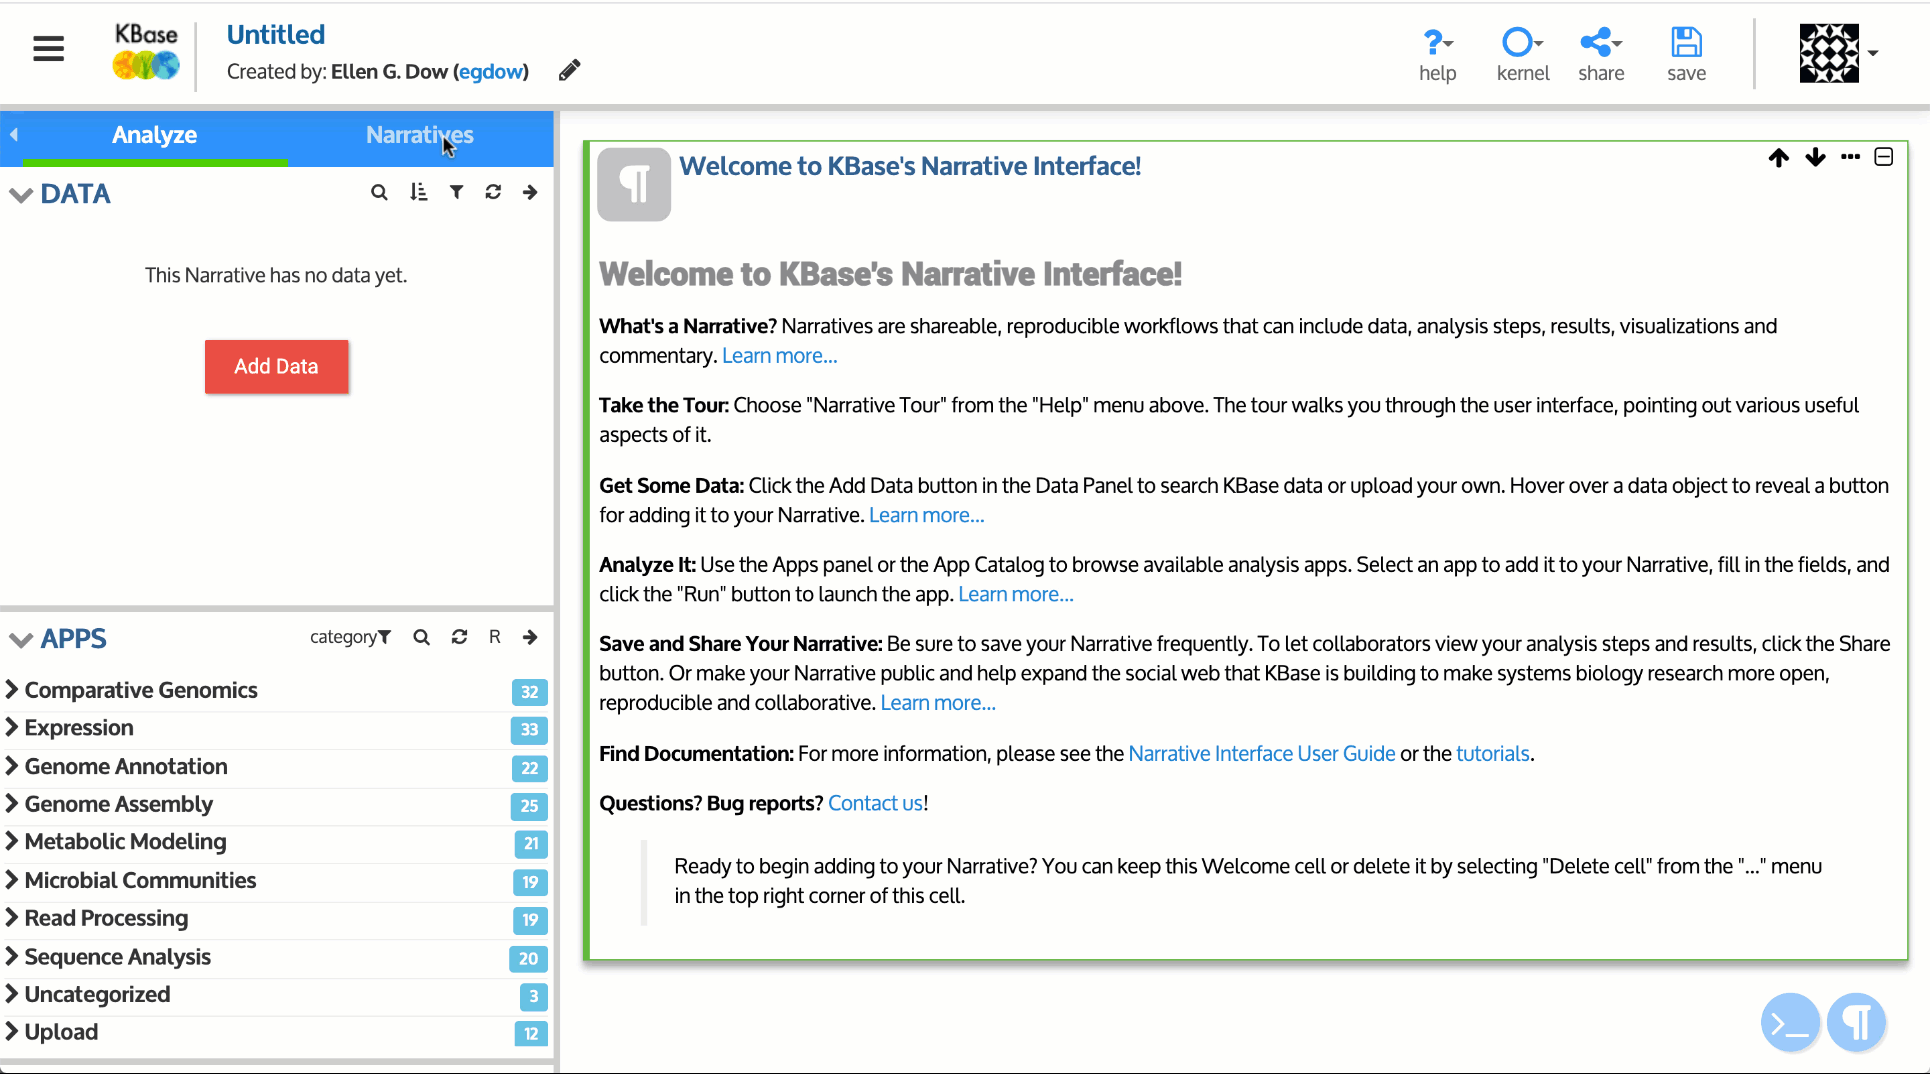 KBase
Untitled
Created by: Ellen G. Dow (egdow)
help
kernel
share
save
Analyze
Narratives
DATA
This Narrative has no data yet.
Add Data
APPS
category
R
Comparative Genomics 32
Expression 33
Genome Annotation 22
Genome Assembly 25
Metabolic Modeling 21
Microbial Communities 19
Read Processing 19
Sequence Analysis 20
Uncategorized 3
Upload 12
Welcome to KBase's Narrative Interface!
Welcome to KBase's Narrative Interface!
What's a Narrative? Narratives are shareable, reproducible workflows that can include data, analysis steps, results, visualizations and
commentary. Learn more...
Take the Tour: Choose "Narrative Tour" from the "Help" menu above. The tour walks you through the user interface, pointing out various useful
aspects of it.
Get Some Data: Click the Add Data button in the Data Panel to search KBase data or upload your own. Hover over a data object to reveal a button
for adding it to your Narrative. Learn more...
Analyze It: Use the Apps panel or the App Catalog to browse available analysis apps. Select an app to add it to your Narrative, fill in the fields, and
click the "Run" button to launch the app. Learn more...
Save and Share Your Narrative: Be sure to save your Narrative frequently. To let collaborators view your analysis steps and results, click the Share
button. Or make your Narrative public and help expand the social web that KBase is building to make systems biology research more open,
reproducible and collaborative. Learn more...
Find Documentation: For more information, please see the Narrative Interface User Guide or the tutorials.
Questions? Bug reports? Contact us!
Ready to begin adding to your Narrative? You can keep this Welcome cell or delete it by selecting "Delete cell" from the "..." menu
in the top right corner of this cell.